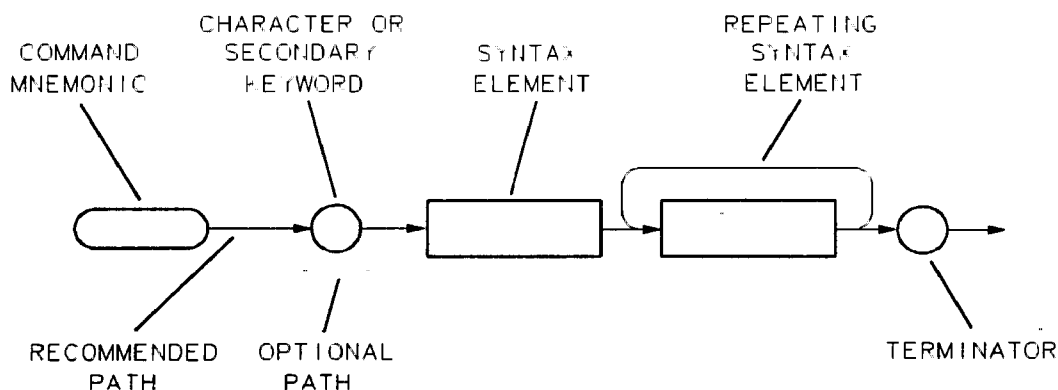 COMMAND
MNEMONIC
CHARACTER OR
SECONDARY
KEYWORD
SYNTAX
ELEMENT
REPEATING
SYNTAX
ELEMENT
RECOMMENDED
PATH
OPTIONAL
PATH
TERMINATOR